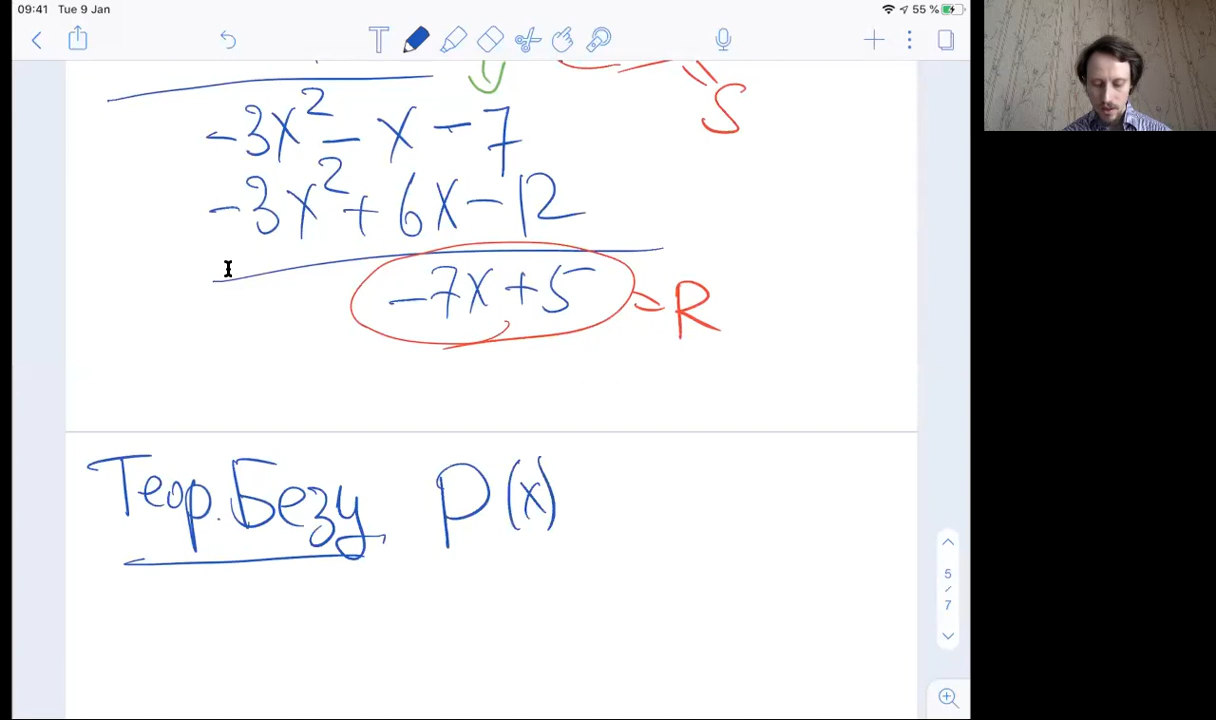 09:41 Tue 9 Jan 55 %
T
S
-3x² - x - 7
-3x² + 6x - 12
-7x + 5 = R
Теор. Безу P(x)
5
/
7